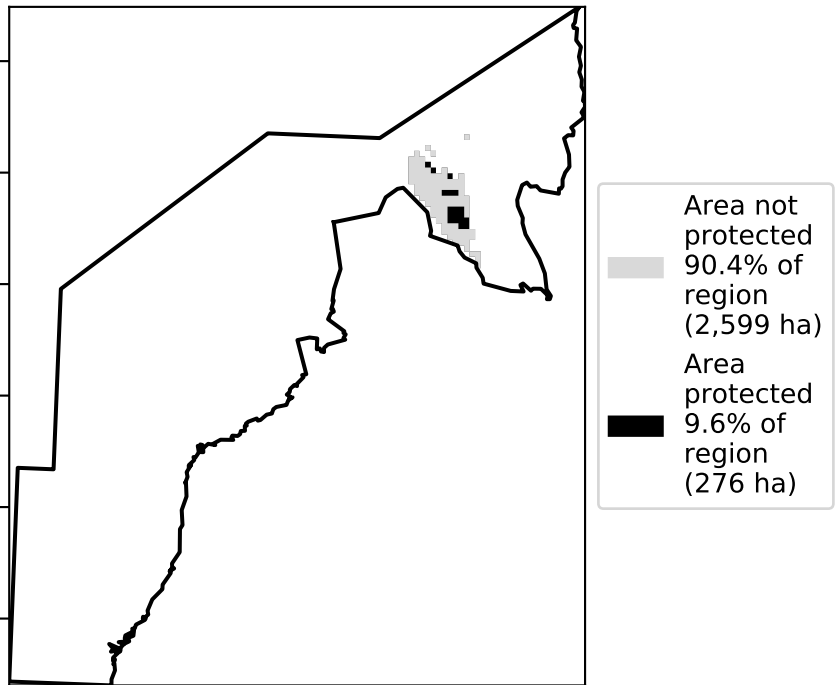 Area not
protected
90.4% of
region
(2,599 ha)
Area
protected
9.6% of
region
(276 ha)